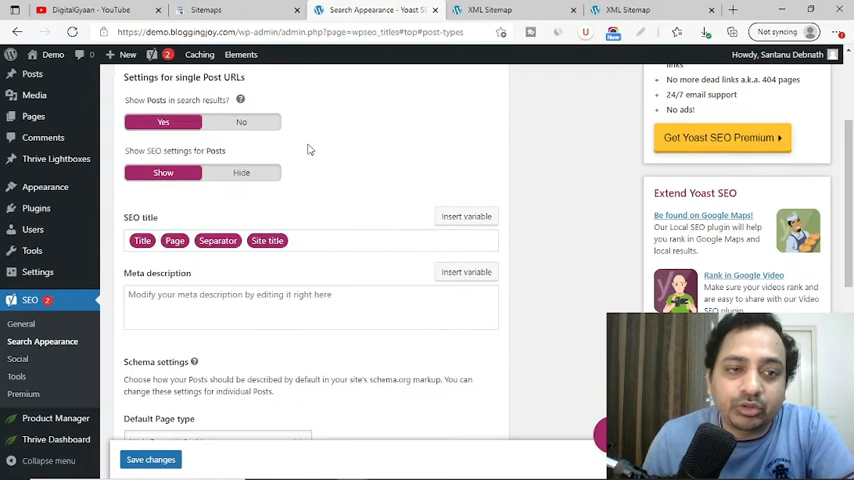 DigitalGyaan - YouTube
Sitemaps
Search Appearance - Yoast S
XML Sitemap
XML Sitemap
https://demo.bloggingjoy.com/wp-admin/admin.php?page=wpseo_titles#top#post-types
Not syncing
Demo
New
2
Caching
Elements
Howdy, Santanu Debnath
Posts
Media
Pages
Comments
Thrive Lightboxes
Appearance
Plugins
Users
Tools
Settings
SEO 2
General
Search Appearance
Social
Tools
Premium
Product Manager
Thrive Dashboard
Collapse menu
Settings for single Post URLs
Show Posts in search results?
Yes No
Show SEO settings for Posts
Show Hide
SEO title
Insert variable
Title Page Separator Site title
Meta description
Insert variable
Modify your meta description by editing it right here
Schema settings
Choose how your Posts should be described by default in your site's schema.org markup. You can
change these settings for individual Posts.
Default Page type
Save changes
links
No more dead links a.k.a. 404 pages
24/7 email support
No ads!
Get Yoast SEO Premium
Extend Yoast SEO
Be found on Google Maps!
Our Local SEO plugin will
help you rank in Google Maps and
local results.
Rank in Google Video
Make sure your videos rank
and are easy to share with our Video
SEO plugin